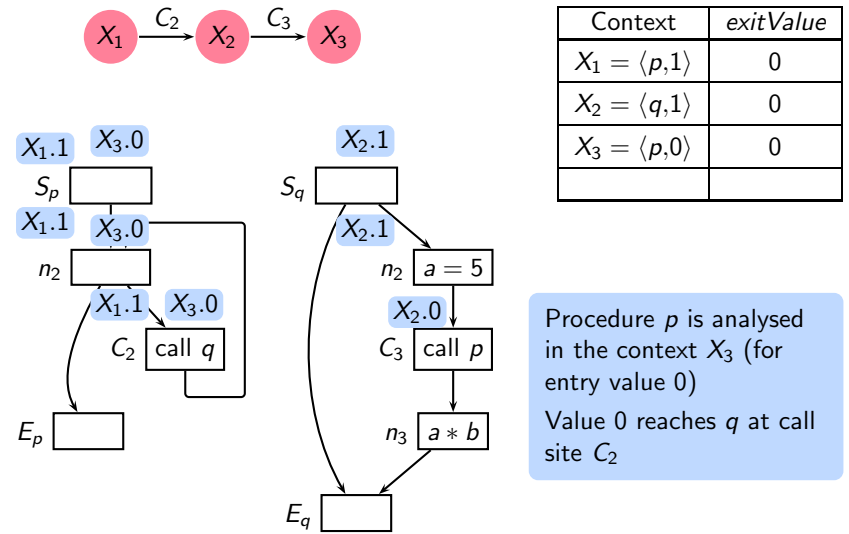 X₁ C₂ X₂ C₃ X₃
Context exitValue
X₁ = ⟨p,1⟩ 0
X₂ = ⟨q,1⟩ 0
X₃ = ⟨p,0⟩ 0
X₁.1 X₃.0
Sₚ
X₁.1 X₃.0
n₂
X₁.1 X₃.0
C₂ call q
Eₚ
X₂.1
S_q
X₂.1
n₂ a = 5
X₂.0
C₃ call p
n₃ a ∗ b
E_q
Procedure p is analysed
in the context X₃ (for
entry value 0)
Value 0 reaches q at call
site C₂